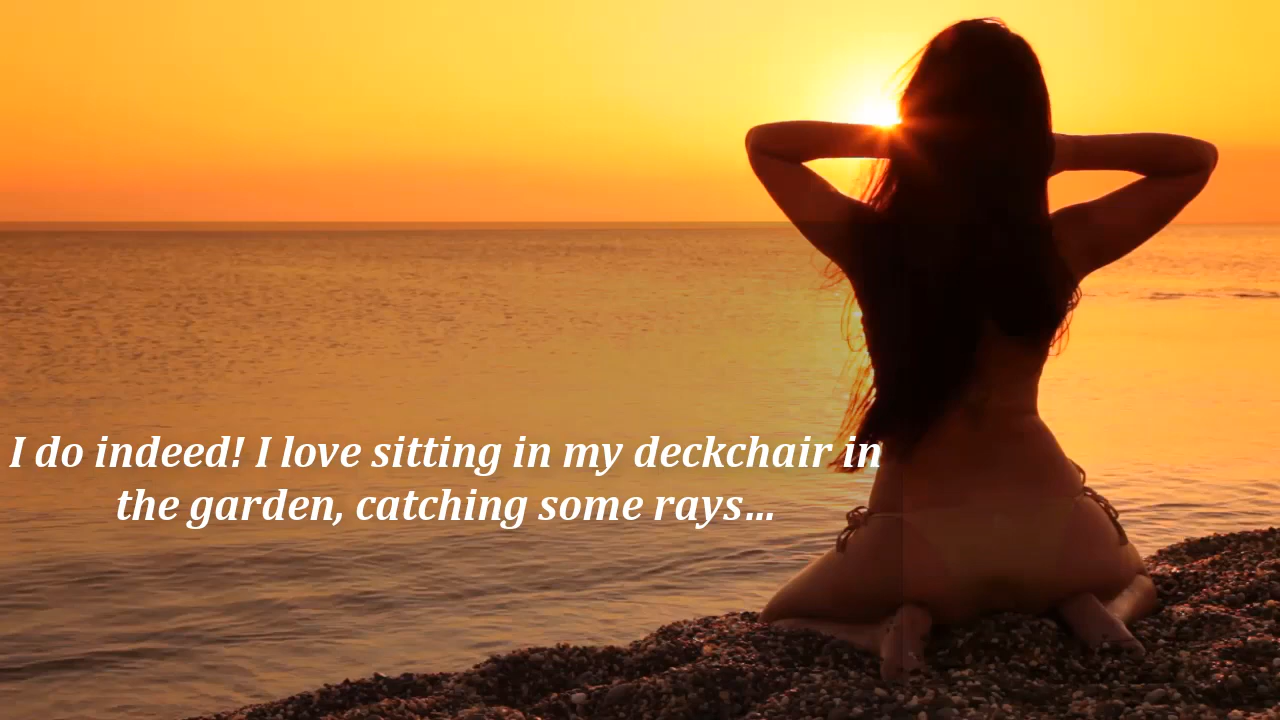 I do indeed! I love sitting in my deckchair in
the garden, catching some rays…